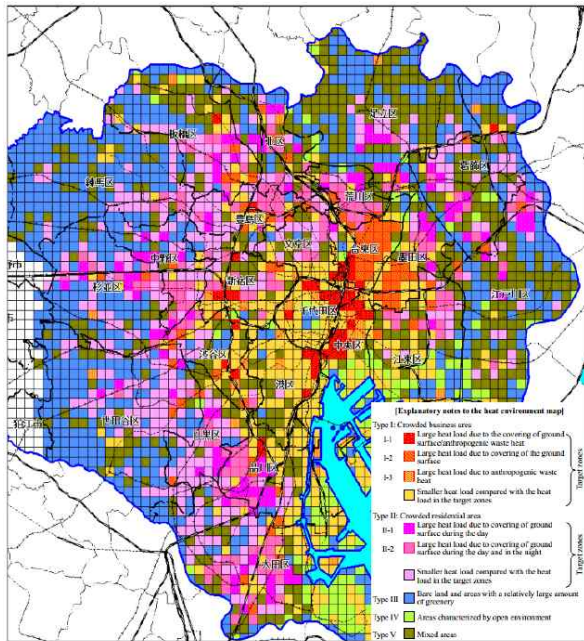 足立区
板橋区
北区
葛飾区
練馬区
荒川区
豊島区
文京区
台東区
墨田区
中野区
新宿区
杉並区
千代田区
江戸川区
中央区
渋谷区
江東区
港区
世田谷区
目黒区
品川区
大田区
[Explanatory notes to the heat environment map]
Type I: Crowded business area
I-1 Large heat load due to the covering of ground
surface/anthropogenic waste heat
I-2 Large heat load due to covering of the ground
surface
I-3 Large heat load due to anthropogenic waste
heat
Smaller heat load compared with the heat
load in the target zones
Target zones
Type II: Crowded residential area
II-1 Large heat load due to covering of ground
surface during the day
II-2 Large heat load due to covering of ground
surface during the day and in the night
Smaller heat load compared with the heat
load in the target zones
Target zones
Type III Bare land and areas with a relatively large amount
of greenery
Type IV Areas characterized by open environment
Type V Mixed areas